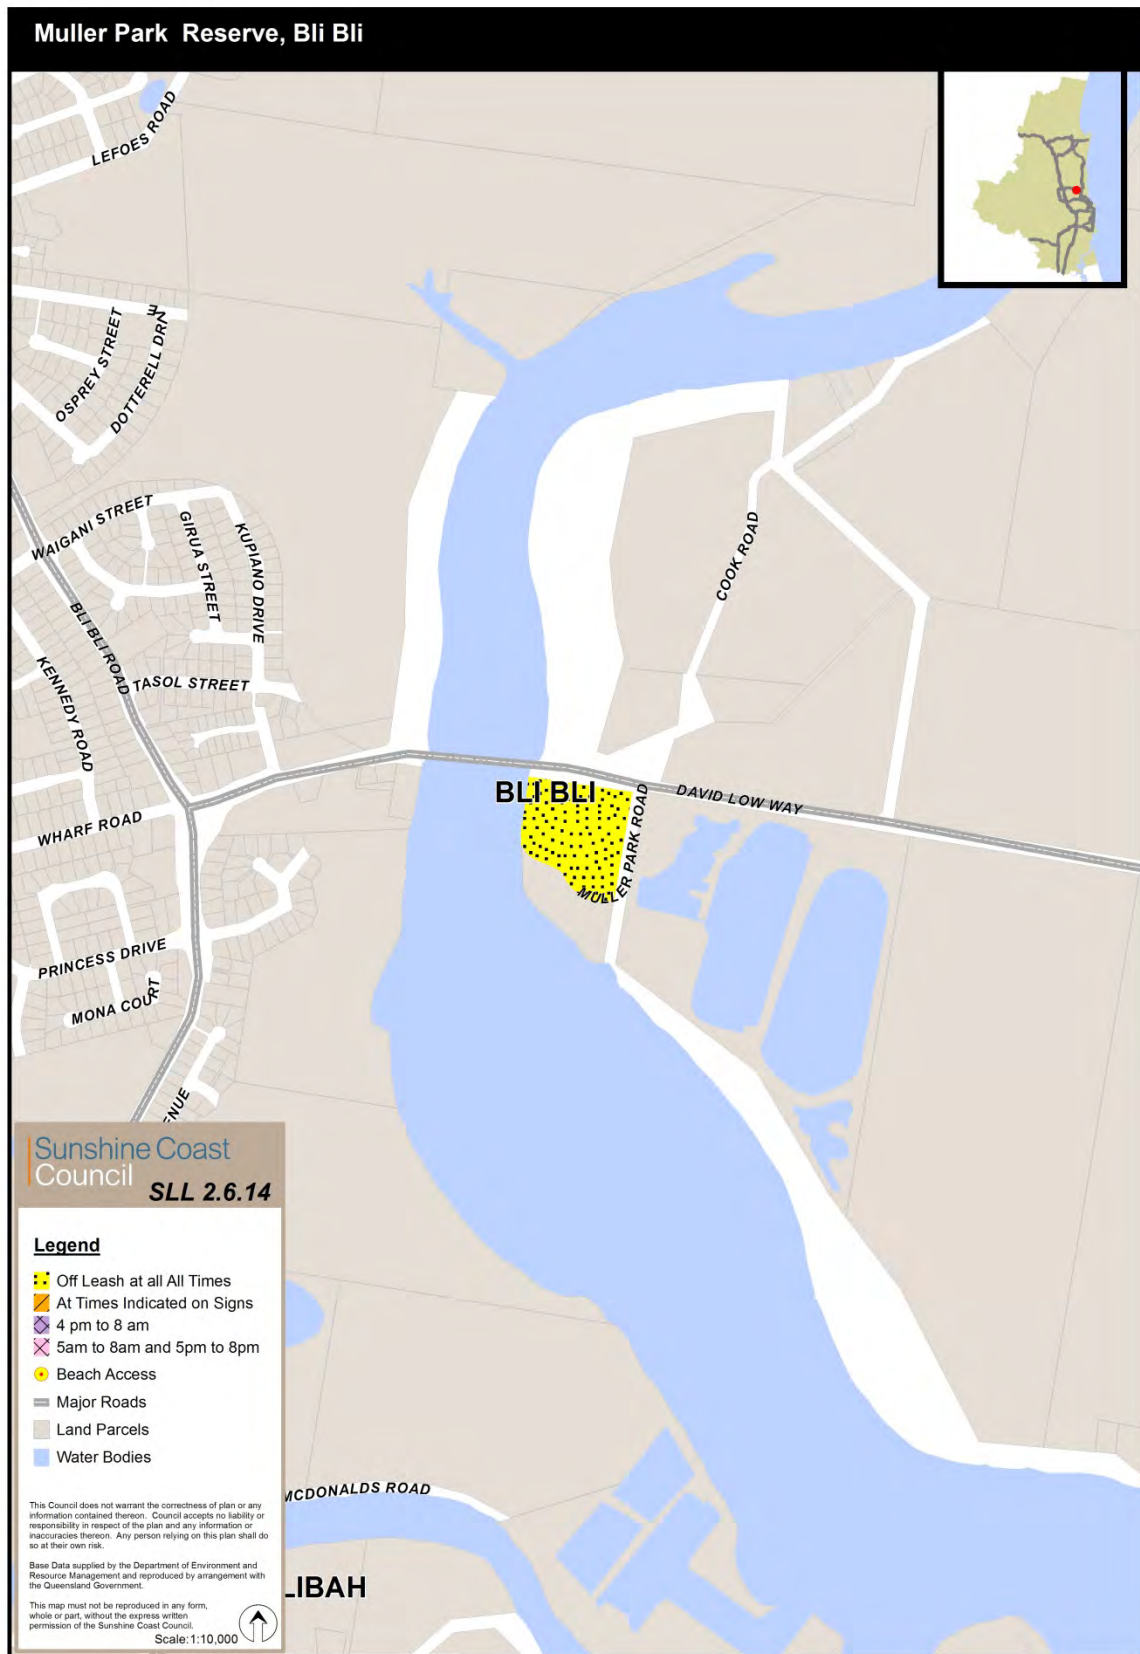 Muller Park  Reserve, Bli Bli
LEFOES ROAD
OSPREY STREET
DOTTERELL DRIVE
WAIGANI STREET
GIRUA STREET
KUPIANO DRIVE
COOK ROAD
BLI BLI ROAD
KENNEDY ROAD
TASOL STREET
BLI BLI
DAVID LOW WAY
WHARF ROAD
MULLER PARK ROAD
PRINCESS DRIVE
MONA COURT
ENUE
Sunshine Coast
Council
SLL 2.6.14
Legend
Off Leash at all All Times
At Times Indicated on Signs
4 pm to 8 am
5am to 8am and 5pm to 8pm
Beach Access
Major Roads
Land Parcels
Water Bodies
MCDONALDS ROAD
This Council does not warrant the correctness of plan or any
information contained thereon.  Council accepts no liability or
responsibility in respect of the plan and any information or
inaccuracies thereon.  Any person relying on this plan shall do
so at their own risk.
Base Data supplied by the Department of Environment and
Resource Management and reproduced by arrangement with
the Queensland Government.
LIBAH
This map must not be reproduced in any form,
whole or part, without the express written
permission of the Sunshine Coast Council.
Scale:1:10,000